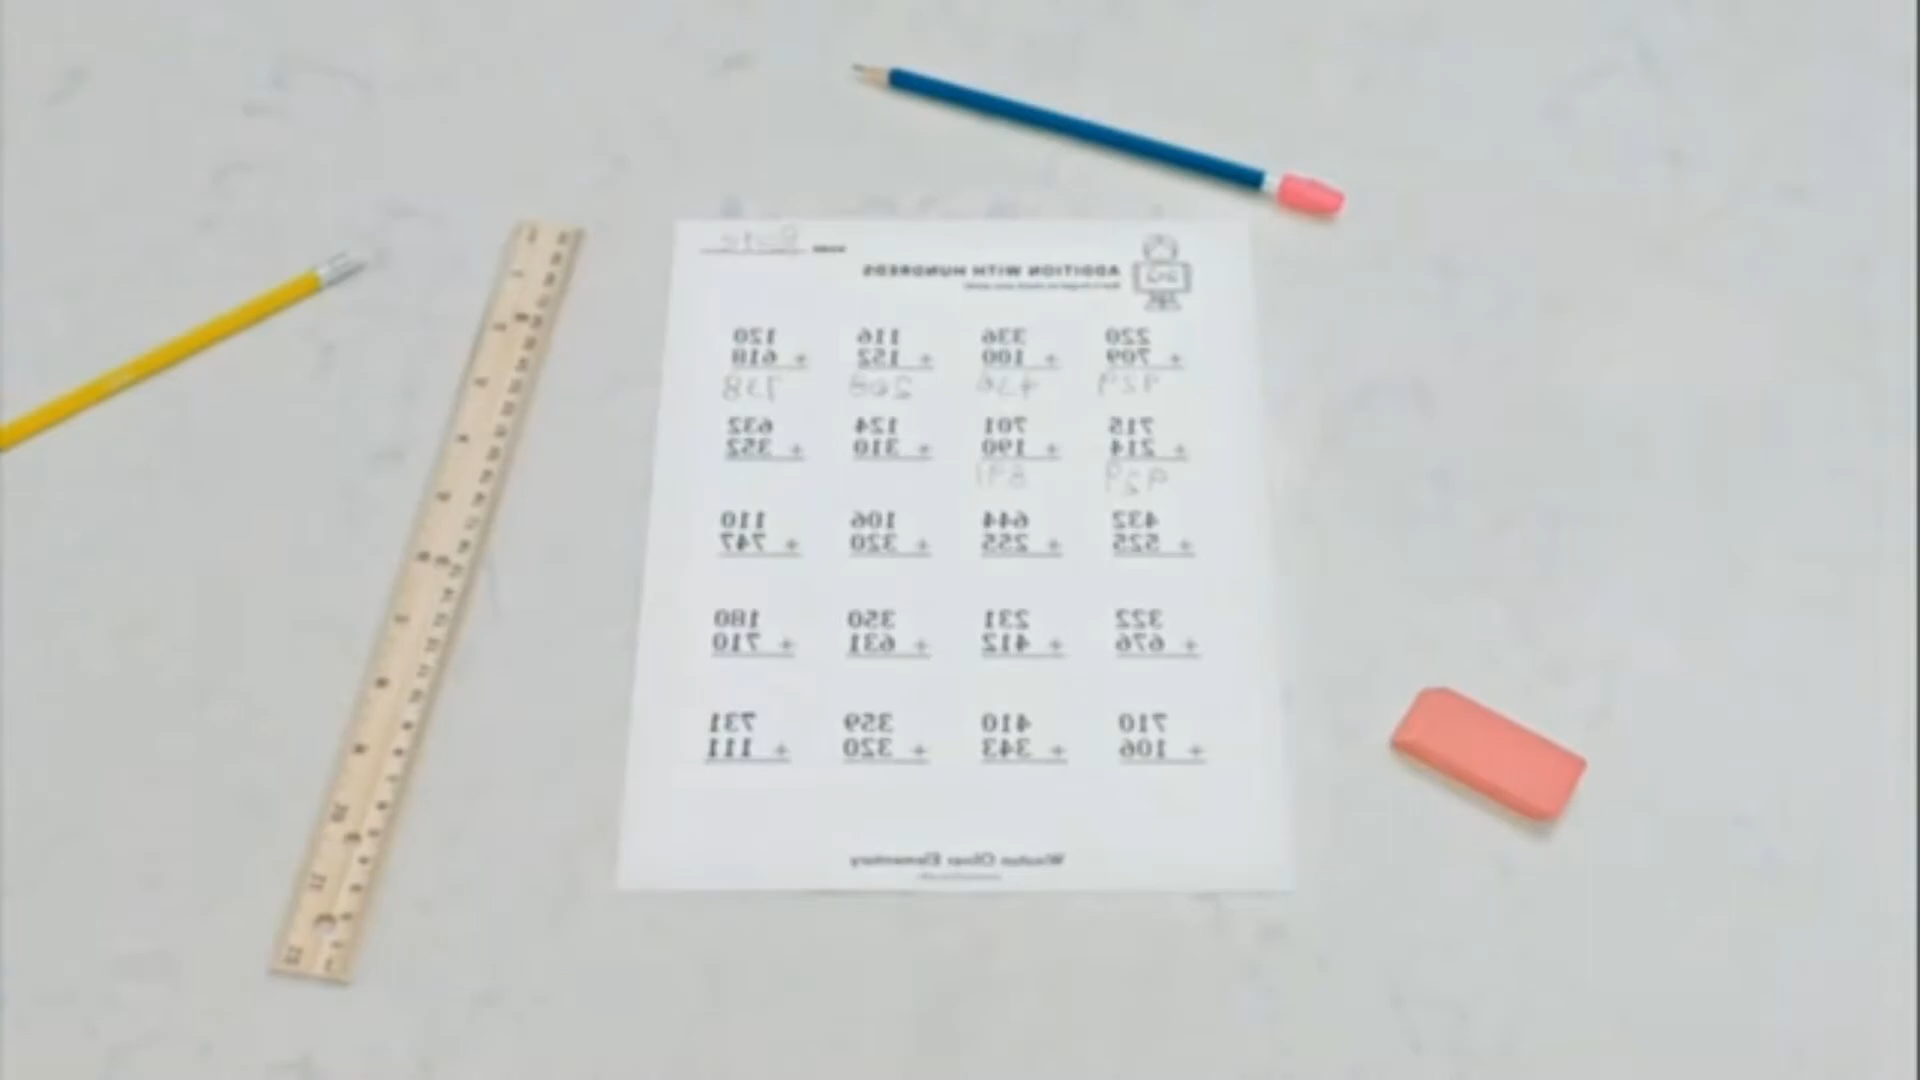 NAME
ADDITION WITH HUNDREDS
220 336 116 120
+ 709 + 100 + 152 + 618
929 436 268 738
715 701 124 632
+ 214 + 190 + 310 + 352
929 891
432 644 106 110
+ 525 + 255 + 320 + 747
322 231 350 180
+ 676 + 412 + 631 + 710
710 410 359 731
+ 106 + 343 + 320 + 111
Oliver Elementary